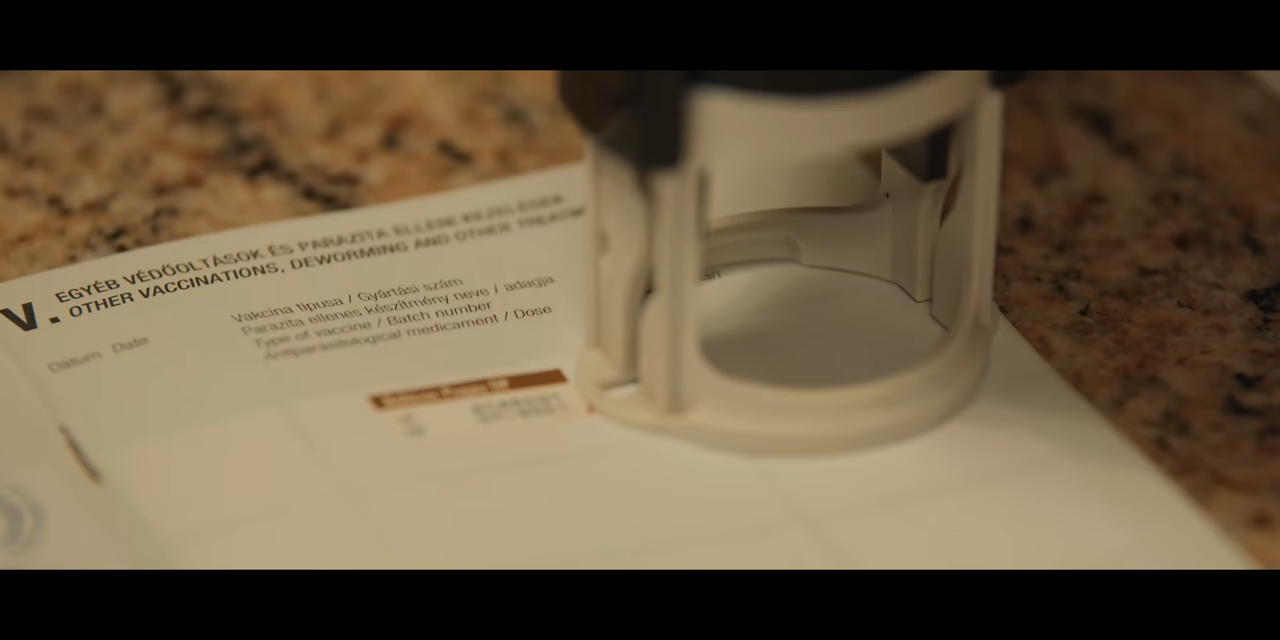 V.
EGYÉB VÉDŐOLTÁSOK ÉS PARAZITA ELLENI KEZELÉSEK
OTHER VACCINATIONS, DEWORMING AND OTHER
Dátum Date
Vakcina típusa / Gyártási szám
Parazita ellenes készítmény neve / adagja
Type of vaccine / Batch number
Antiparasitological medicament / Dose